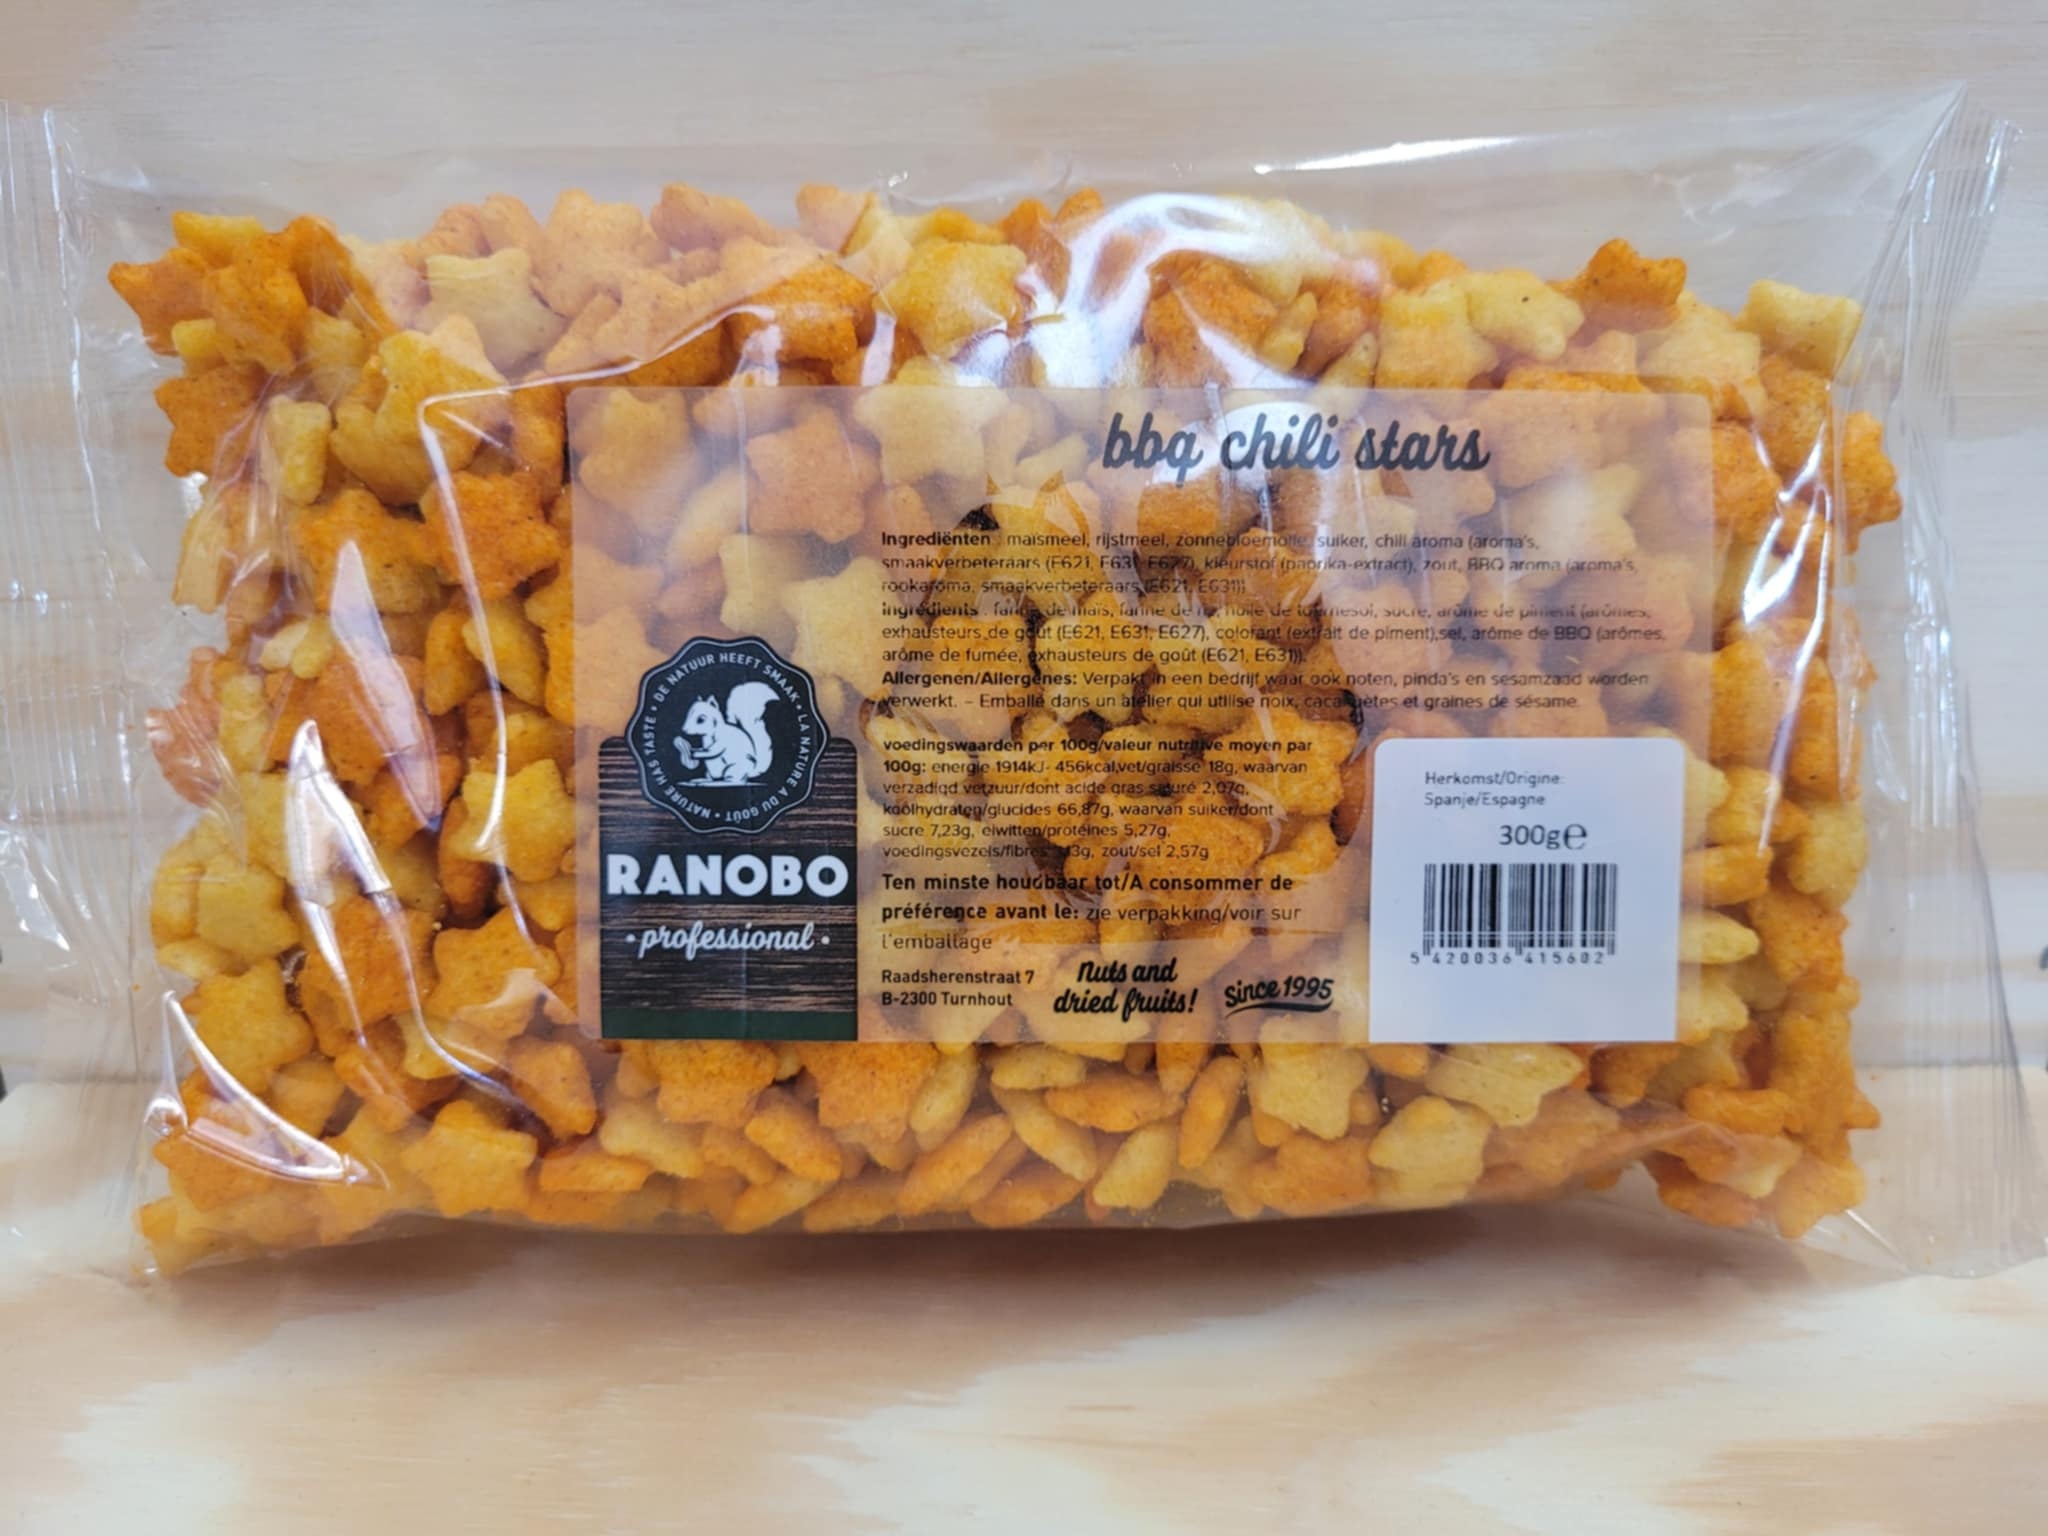 bbq chili stars
Ingrediënten : maïsmeel, rijstmeel, zonnebloemolie, suiker, chili aroma (aroma's,
smaakverbeteraars (E621, E631, E627), kleurstof (paprika-extract), zout, BBQ aroma (aroma's,
rookaroma, smaakverbeteraars (E621, E631))
Ingrédients : farine de maïs, farine de riz, huile de tournesol, sucre, arôme de piment (arômes,
exhausteurs de goût (E621, E631, E627), colorant (extrait de piment),sel, arôme de BBQ (arômes,
arôme de fumée, exhausteurs de goût (E621, E631)).
Allergenen/Allergènes: Verpakt in een bedrijf waar ook noten, pinda's en sesamzaad worden
verwerkt. – Emballé dans un atelier qui utilise noix, cacahuètes et graines de sésame.
voedingswaarden per 100g/valeur nutritive moyen par
100g: energie 1914kJ- 456kcal,vet/graisse 18g, waarvan
verzadigd vetzuur/dont acide gras saturé 2,07g,
koolhydraten/glucides 66,87g, waarvan suiker/dont
sucre 7,23g, eiwitten/protéines 5,27g,
voedingsvezels/fibres zout/sel 2,57g
Ten minste houdbaar tot/A consommer de
préférence avant le: zie verpakking/voir sur
l'emballage
Raadsherenstraat 7
B-2300 Turnhout
Nuts and
dried fruits!
Since 1995
DE NATUUR HEEFT SMAAK • LA NATURE A DU GOÛT • NATURE HAS TASTE •
RANOBO
• professional •
Herkomst/Origine:
Spanje/Espagne
300g℮
5 420036 415602